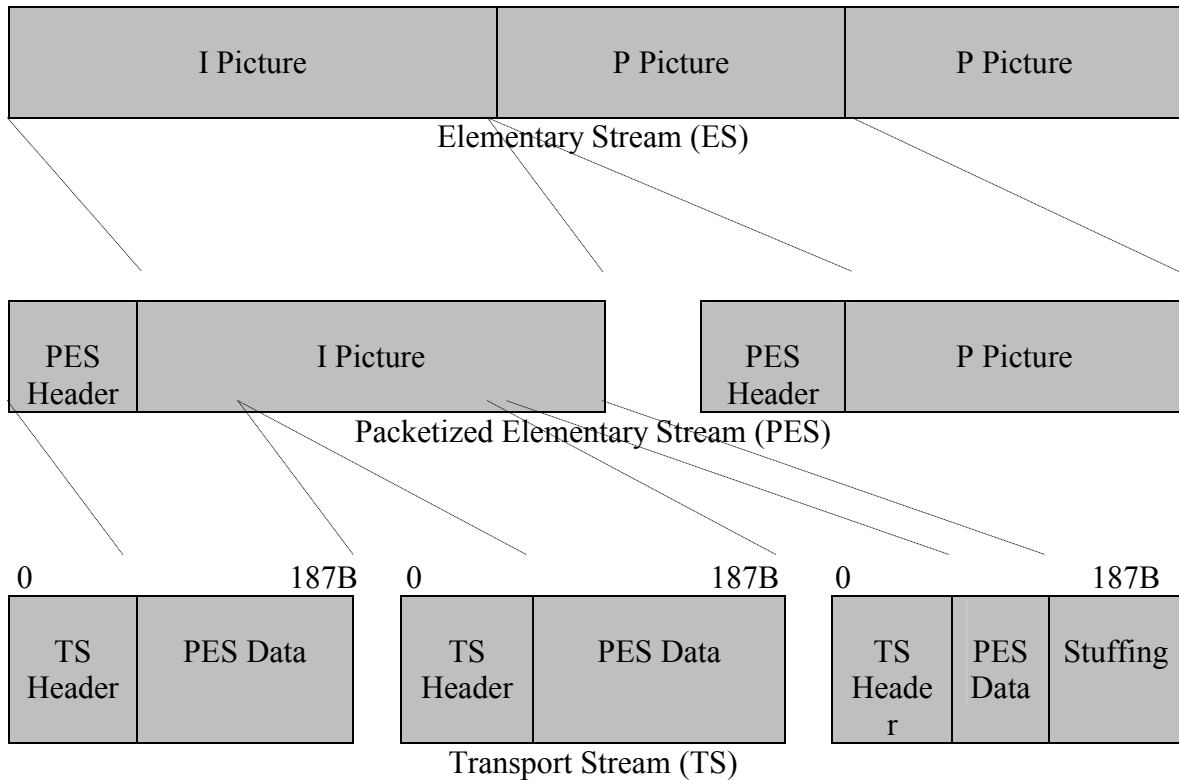 I Picture
P Picture
P Picture
Elementary Stream (ES)
PES
Header
I Picture
PES
Header
P Picture
Packetized Elementary Stream (PES)
0
187B
0
187B
0
187B
TS
Header
PES Data
TS
Header
PES Data
TS
Heade
r
PES
Data
Stuffing
Transport Stream (TS)